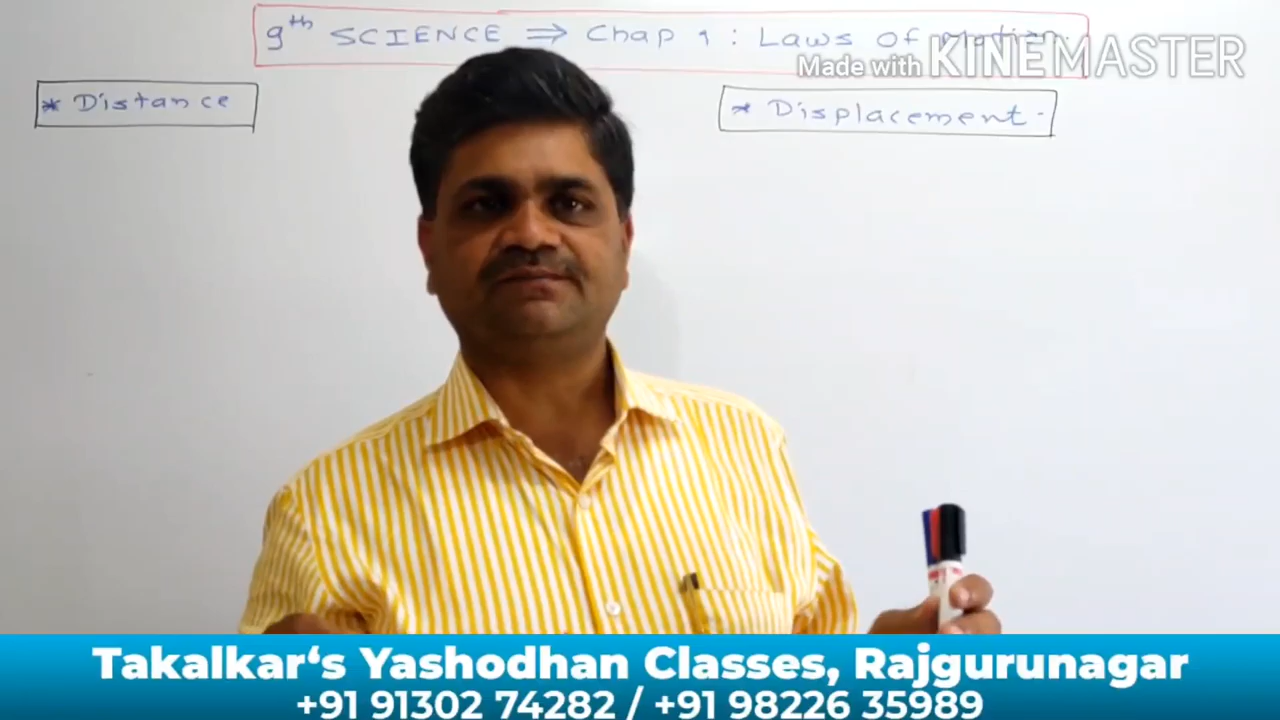 9th SCIENCE ⇒ Chap 1 : Laws of Motion.
Made with KINEMASTER
* Distance
* Displacement.
Takalkar‘s Yashodhan Classes, Rajgurunagar
+91 91302 74282 / +91 98226 35989